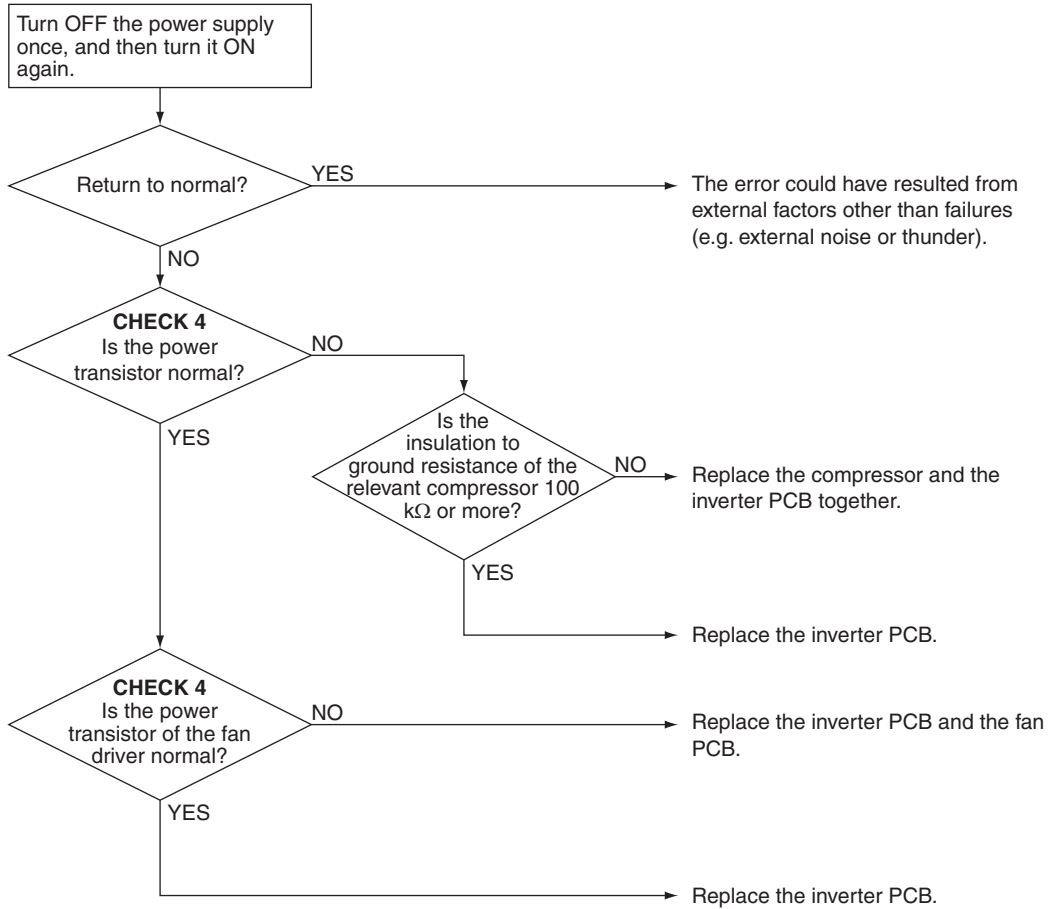 Turn OFF the power supply
once, and then turn it ON
again.
Return to normal?
YES
The error could have resulted from
external factors other than failures
(e.g. external noise or thunder).
NO
CHECK 4
Is the power
transistor normal?
NO
YES
Is the
insulation to
ground resistance of the
relevant compressor 100
kΩ or more?
NO
Replace the compressor and the
inverter PCB together.
YES
Replace the inverter PCB.
CHECK 4
Is the power
transistor of the fan
driver normal?
NO
Replace the inverter PCB and the fan
PCB.
YES
Replace the inverter PCB.